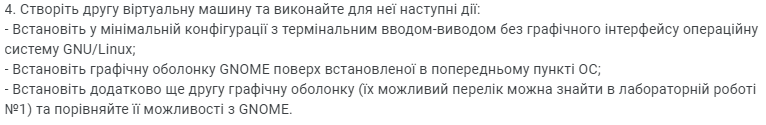 4. Створіть другу віртуальну машину та виконайте для неї наступні дії:
- Встановіть у мінімальній конфігурації з термінальним вводом-виводом без графічного інтерфейсу операційну
систему GNU/Linux;
- Встановіть графічну оболонку GNOME поверх встановленої в попередньому пункті ОС;
- Встановіть додатково ще другу графічну оболонку (їх можливий перелік можна знайти в лабораторній роботі
№1) та порівняйте її можливості з GNOME.